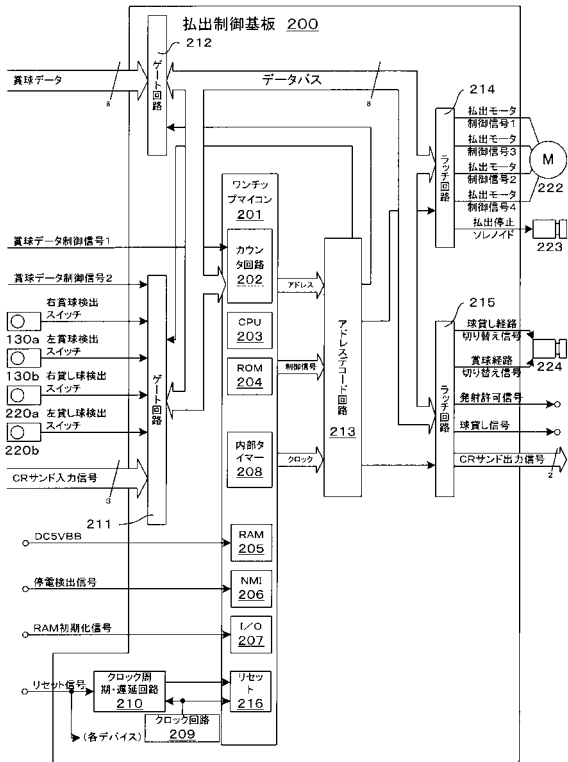 払出制御基板 200
212
賞球データ
8
ゲート回路
データバス
8
214
ラッチ回路
払出モータ
制御信号1
払出モータ
制御信号3
払出モータ
制御信号2
払出モータ
制御信号4
M
222
払出停止
ソレノイド
223
ワンチッ
プマイコン
201
賞球データ制御信号1
カウン
タ回路
202
賞球データ制御信号2
アドレス
右賞球検出
スイッチ
130a
左賞球検出
スイッチ
130b
右貸し球検出
スイッチ
220a
左貸し球検出
スイッチ
220b
ゲート回路
CPU
203
ROM
204
制御信号
アドレスデコード回路
213
内部タイマー
208
クロック
215
ラッチ回路
球貸し経路
切り替え信号
賞球経路
切り替え信号
224
発射許可信号
球貸し信号
CRサンド出力信号
2
CRサンド入力信号
3
211
DC5VBB
RAM
205
停電検出信号
NMI
206
RAM初期化信号
I/O
207
リセット信号
クロック周
期・遅延回路
210
リセッ
ト
216
クロック回路
209
(各デバイス)